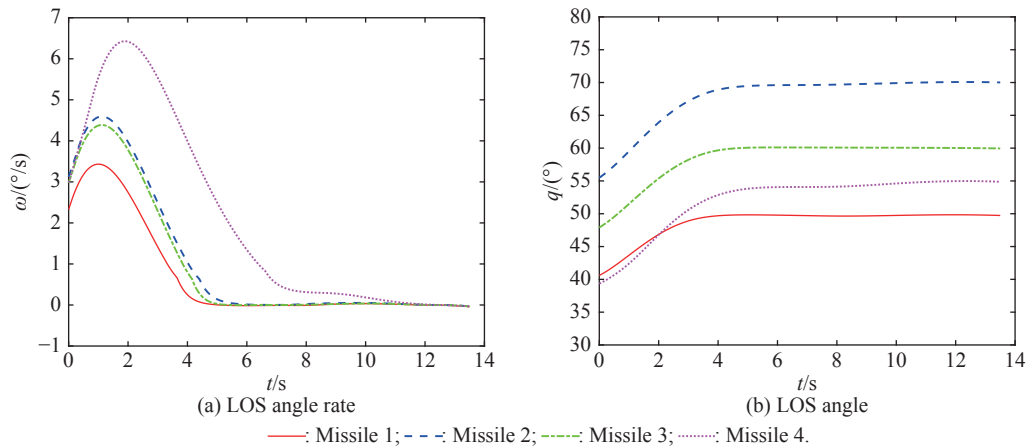 7
6
5
4
3
2
1
0
−1
ω/(°/s)
0 2 4 6 8 10 12 14
t/s
(a) LOS angle rate
80
75
70
65
60
55
50
45
40
35
30
q/(°)
0 2 4 6 8 10 12 14
t/s
(b) LOS angle
: Missile 1; : Missile 2; : Missile 3; : Missile 4.